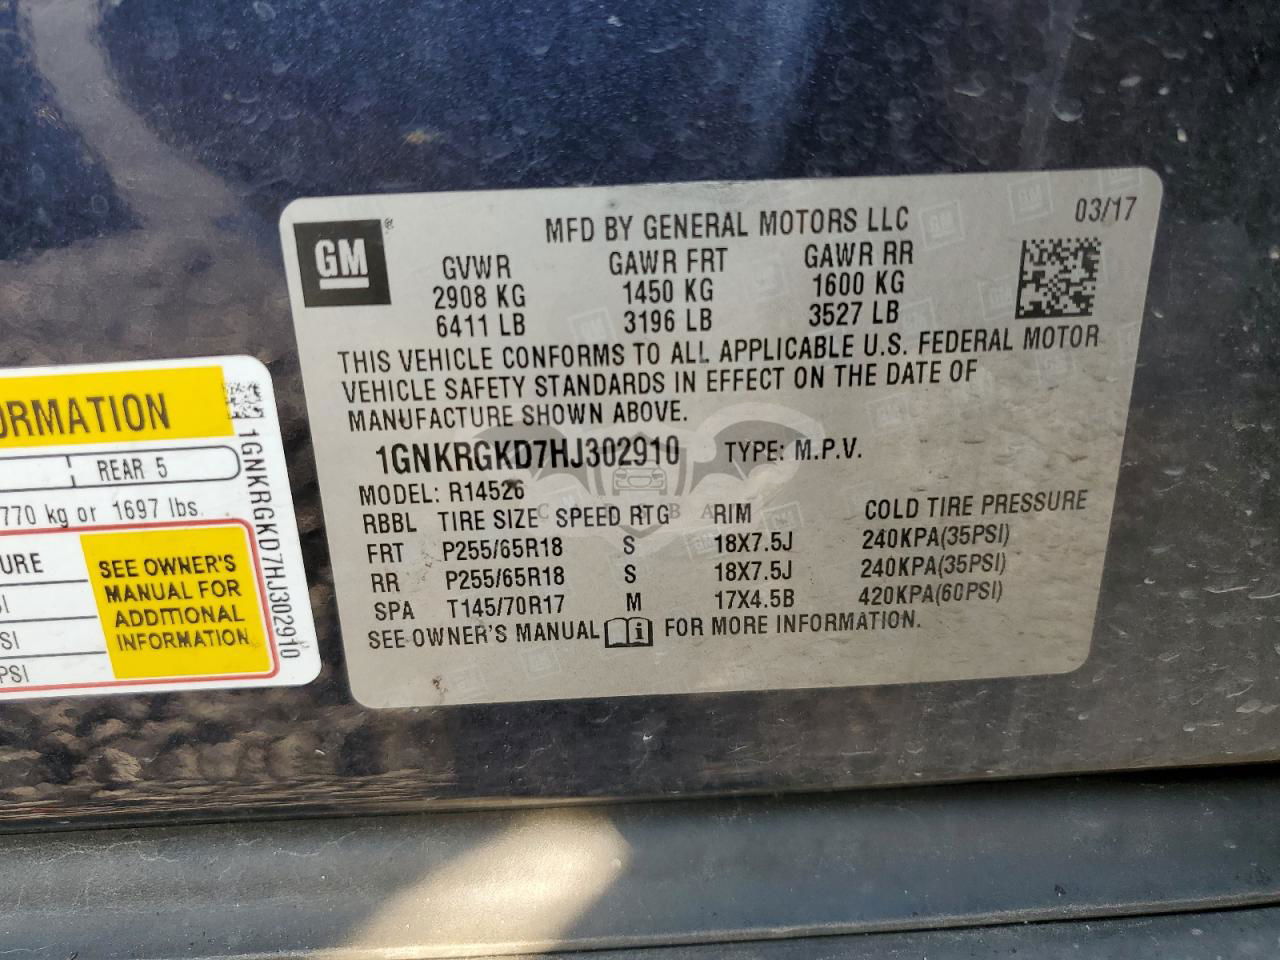 GM
®
MFD BY GENERAL MOTORS LLC
03/17
GVWR GAWR FRT GAWR RR
2908 KG 1450 KG 1600 KG
6411 LB 3196 LB 3527 LB
THIS VEHICLE CONFORMS TO ALL APPLICABLE U.S. FEDERAL MOTOR
VEHICLE SAFETY STANDARDS IN EFFECT ON THE DATE OF
MANUFACTURE SHOWN ABOVE.
1GNKRGKD7HJ302910 TYPE: M.P.V.
MODEL: R14526
RBBL TIRE SIZE SPEED RTG RIM COLD TIRE PRESSURE
FRT P255/65R18 S 18X7.5J 240KPA(35PSI)
RR P255/65R18 S 18X7.5J 240KPA(35PSI)
SPA T145/70R17 M 17X4.5B 420KPA(60PSI)
SEE OWNER'S MANUAL i FOR MORE INFORMATION.
ORMATION
REAR 5
770 kg or 1697 lbs.
URE
SI
SI
PSI
SEE OWNER'S
MANUAL FOR
ADDITIONAL
INFORMATION
1GNKRGKD7HJ302910